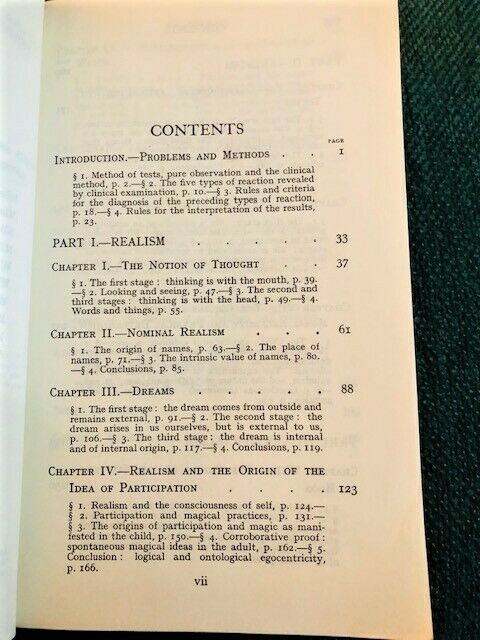 CONTENTS
PAGE
INTRODUCTION.—PROBLEMS AND METHODS . . 1
§ 1. Method of tests, pure observation and the clinical
method, p. 2.—§ 2. The five types of reaction revealed
by clinical examination, p. 10.—§ 3. Rules and criteria
for the diagnosis of the preceding types of reaction,
p. 18.—§ 4. Rules for the interpretation of the results,
p. 23.
PART I.—REALISM . . . . . 33
CHAPTER I.—THE NOTION OF THOUGHT . . 37
§ 1. The first stage : thinking is with the mouth, p. 39.
—§ 2. Looking and seeing, p. 47.—§ 3. The second and
third stages : thinking is with the head, p. 49.—§ 4.
Words and things, p. 55.
CHAPTER II.—NOMINAL REALISM . . . 61
§ 1. The origin of names, p. 63.—§ 2. The place of
names, p. 71.—§ 3. The intrinsic value of names, p. 80.
—§ 4. Conclusions, p. 85.
CHAPTER III.—DREAMS . . . . . 88
§ 1. The first stage : the dream comes from outside and
remains external, p. 91.—§ 2. The second stage : the
dream arises in us ourselves, but is external to us,
p. 106.—§ 3. The third stage : the dream is internal
and of internal origin, p. 117.—§ 4. Conclusions, p. 119.
CHAPTER IV.—REALISM AND THE ORIGIN OF THE
IDEA OF PARTICIPATION . . . . 123
§ 1. Realism and the consciousness of self, p. 124.—
§ 2. Participation and magical practices, p. 131.—
§ 3. The origins of participation and magic as mani-
fested in the child, p. 150.—§ 4. Corroborative proof :
spontaneous magical ideas in the adult, p. 162.—§ 5.
Conclusion : logical and ontological egocentricity,
p. 166.
vii